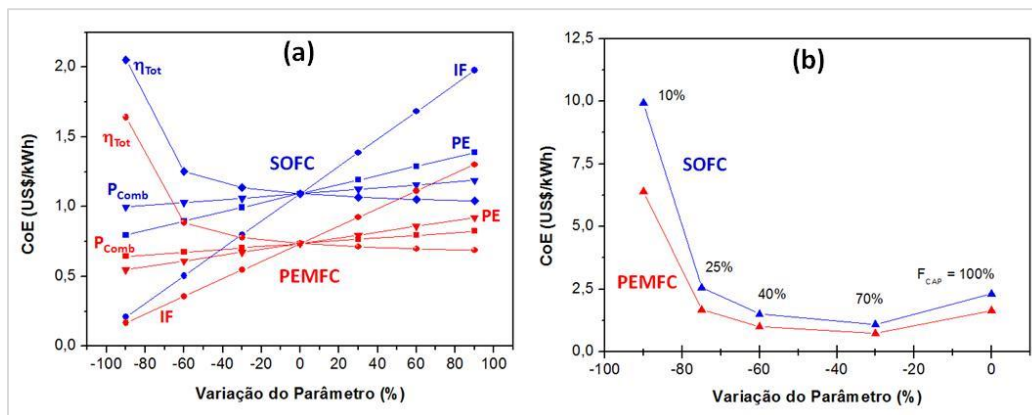 (a)
CoE (US$/kWh)
2,0
1,5
1,0
0,5
0,0
ηTot
ηTot
PComb
PComb
IF
PE
SOFC
PE
PEMFC
IF
-100 -80 -60 -40 -20 0 20 40 60 80 100
Variação do Parâmetro (%)
(b)
CoE (US$/kWh)
12,5
10,0
7,5
5,0
2,5
0,0
10%
SOFC
PEMFC
25%
40%
70%
FCAP = 100%
-100 -80 -60 -40 -20 0
Variação do Parâmetro (%)